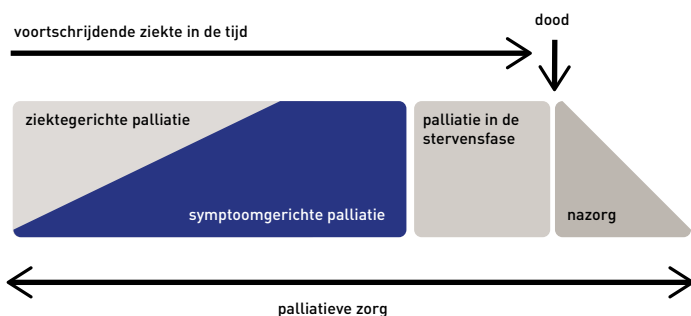 dood
voortschrijdende ziekte in de tijd
ziektegerichte palliatie
palliatie in de
stervensfase
symptoomgerichte palliatie
nazorg
palliatieve zorg